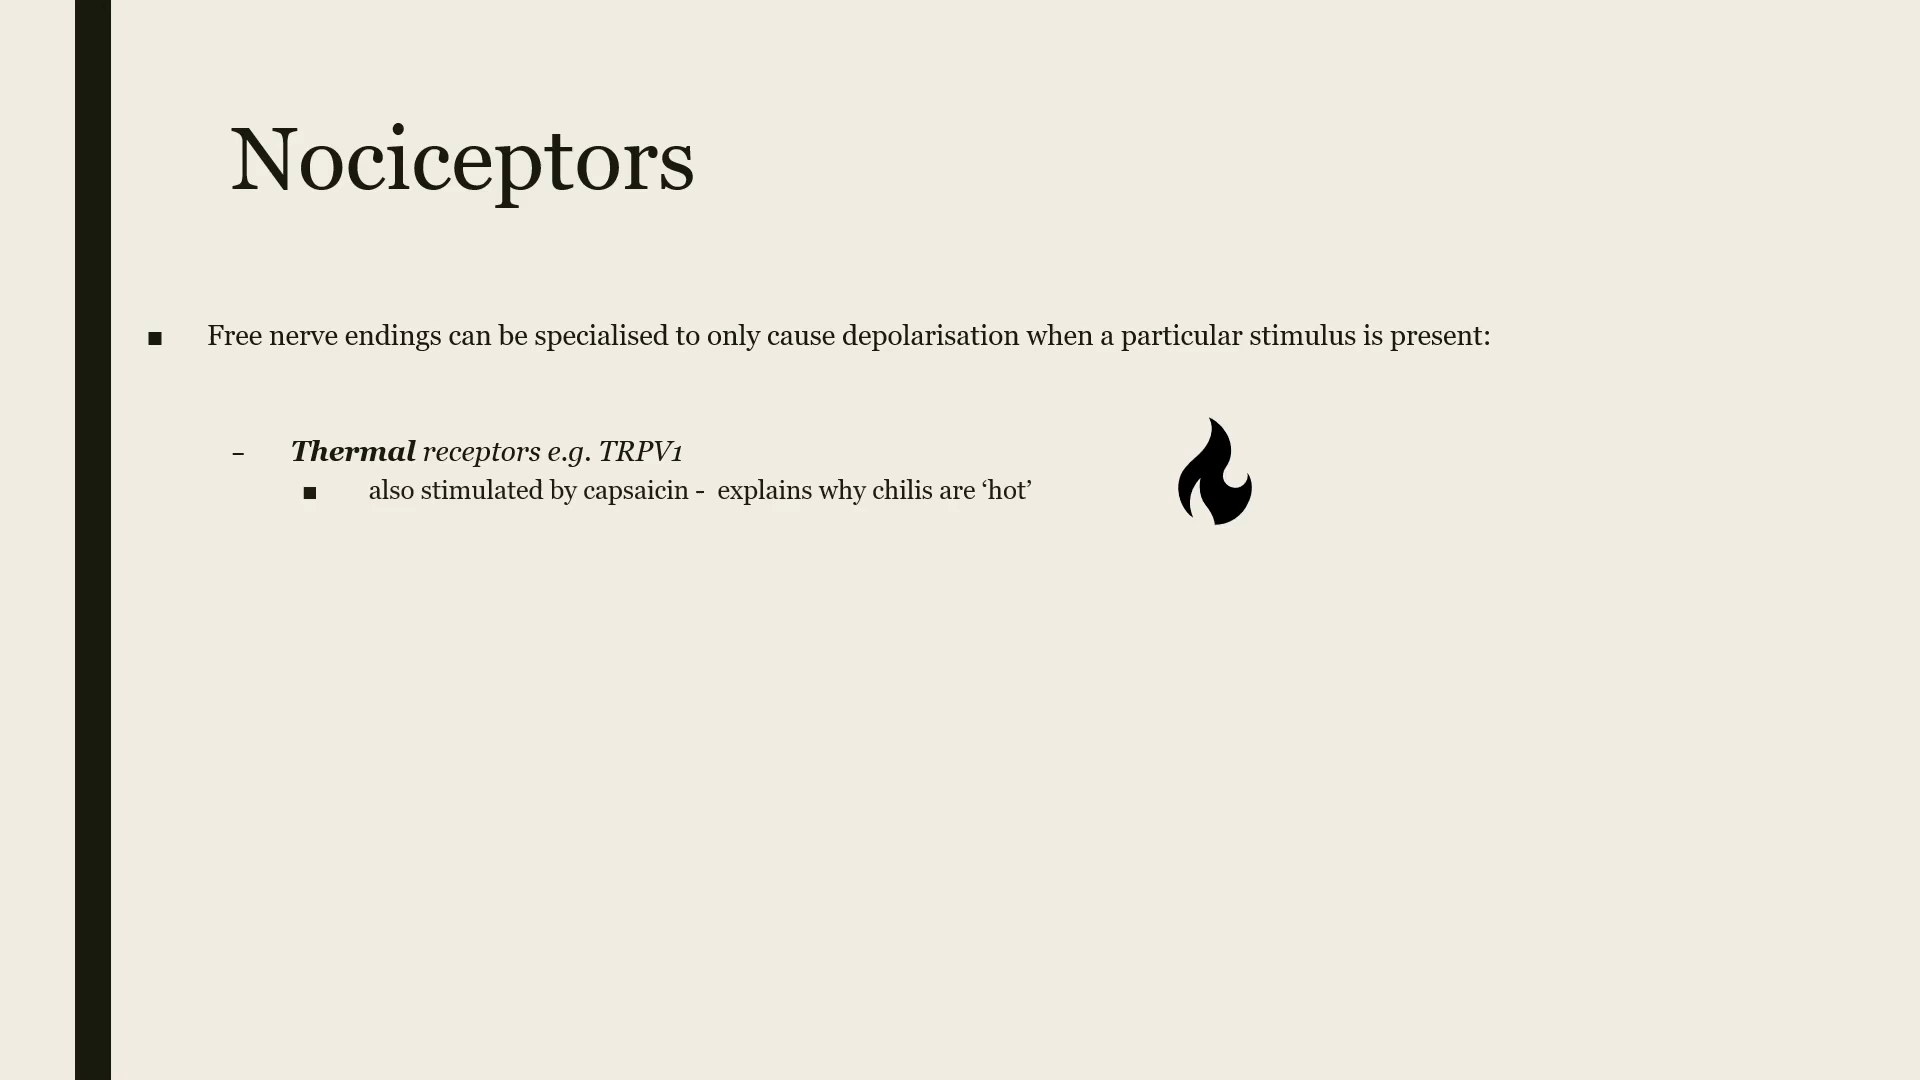 Nociceptors
▪ Free nerve endings can be specialised to only cause depolarisation when a particular stimulus is present:
– Thermal receptors e.g. TRPV1
▪ also stimulated by capsaicin -  explains why chilis are ‘hot’